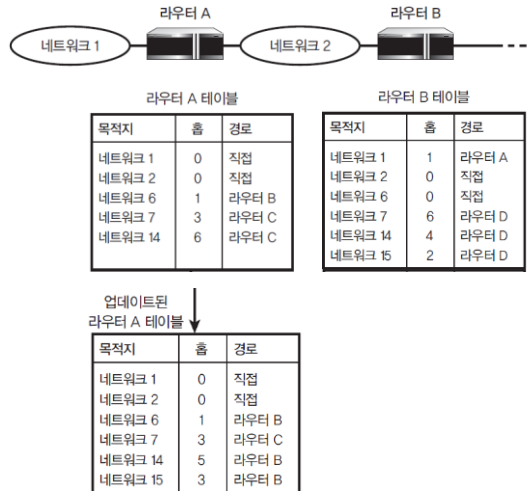 라우터 A
라우터 B
네트워크 1
네트워크 2
라우터 A 테이블
목적지 홉 경로
네트워크 1 0 직접
네트워크 2 0 직접
네트워크 6 1 라우터 B
네트워크 7 3 라우터 C
네트워크 14 6 라우터 C
라우터 B 테이블
목적지 홉 경로
네트워크 1 1 라우터 A
네트워크 2 0 직접
네트워크 6 0 직접
네트워크 7 6 라우터 D
네트워크 14 4 라우터 D
네트워크 15 2 라우터 D
업데이트된
라우터 A 테이블
목적지 홉 경로
네트워크 1 0 직접
네트워크 2 0 직접
네트워크 6 1 라우터 B
네트워크 7 3 라우터 C
네트워크 14 5 라우터 B
네트워크 15 3 라우터 B